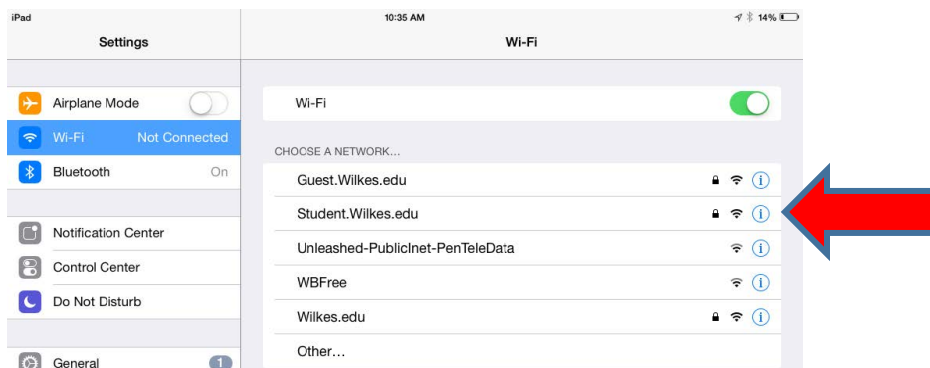 iPad 10:35 AM 14%
Settings Wi-Fi
Airplane Mode
Wi-Fi Not Connected
Bluetooth On
Notification Center
Control Center
Do Not Disturb
General 1
Wi-Fi
CHOOSE A NETWORK...
Guest.Wilkes.edu
Student.Wilkes.edu
Unleashed-PublicInet-PenTeleData
WBFree
Wilkes.edu
Other...